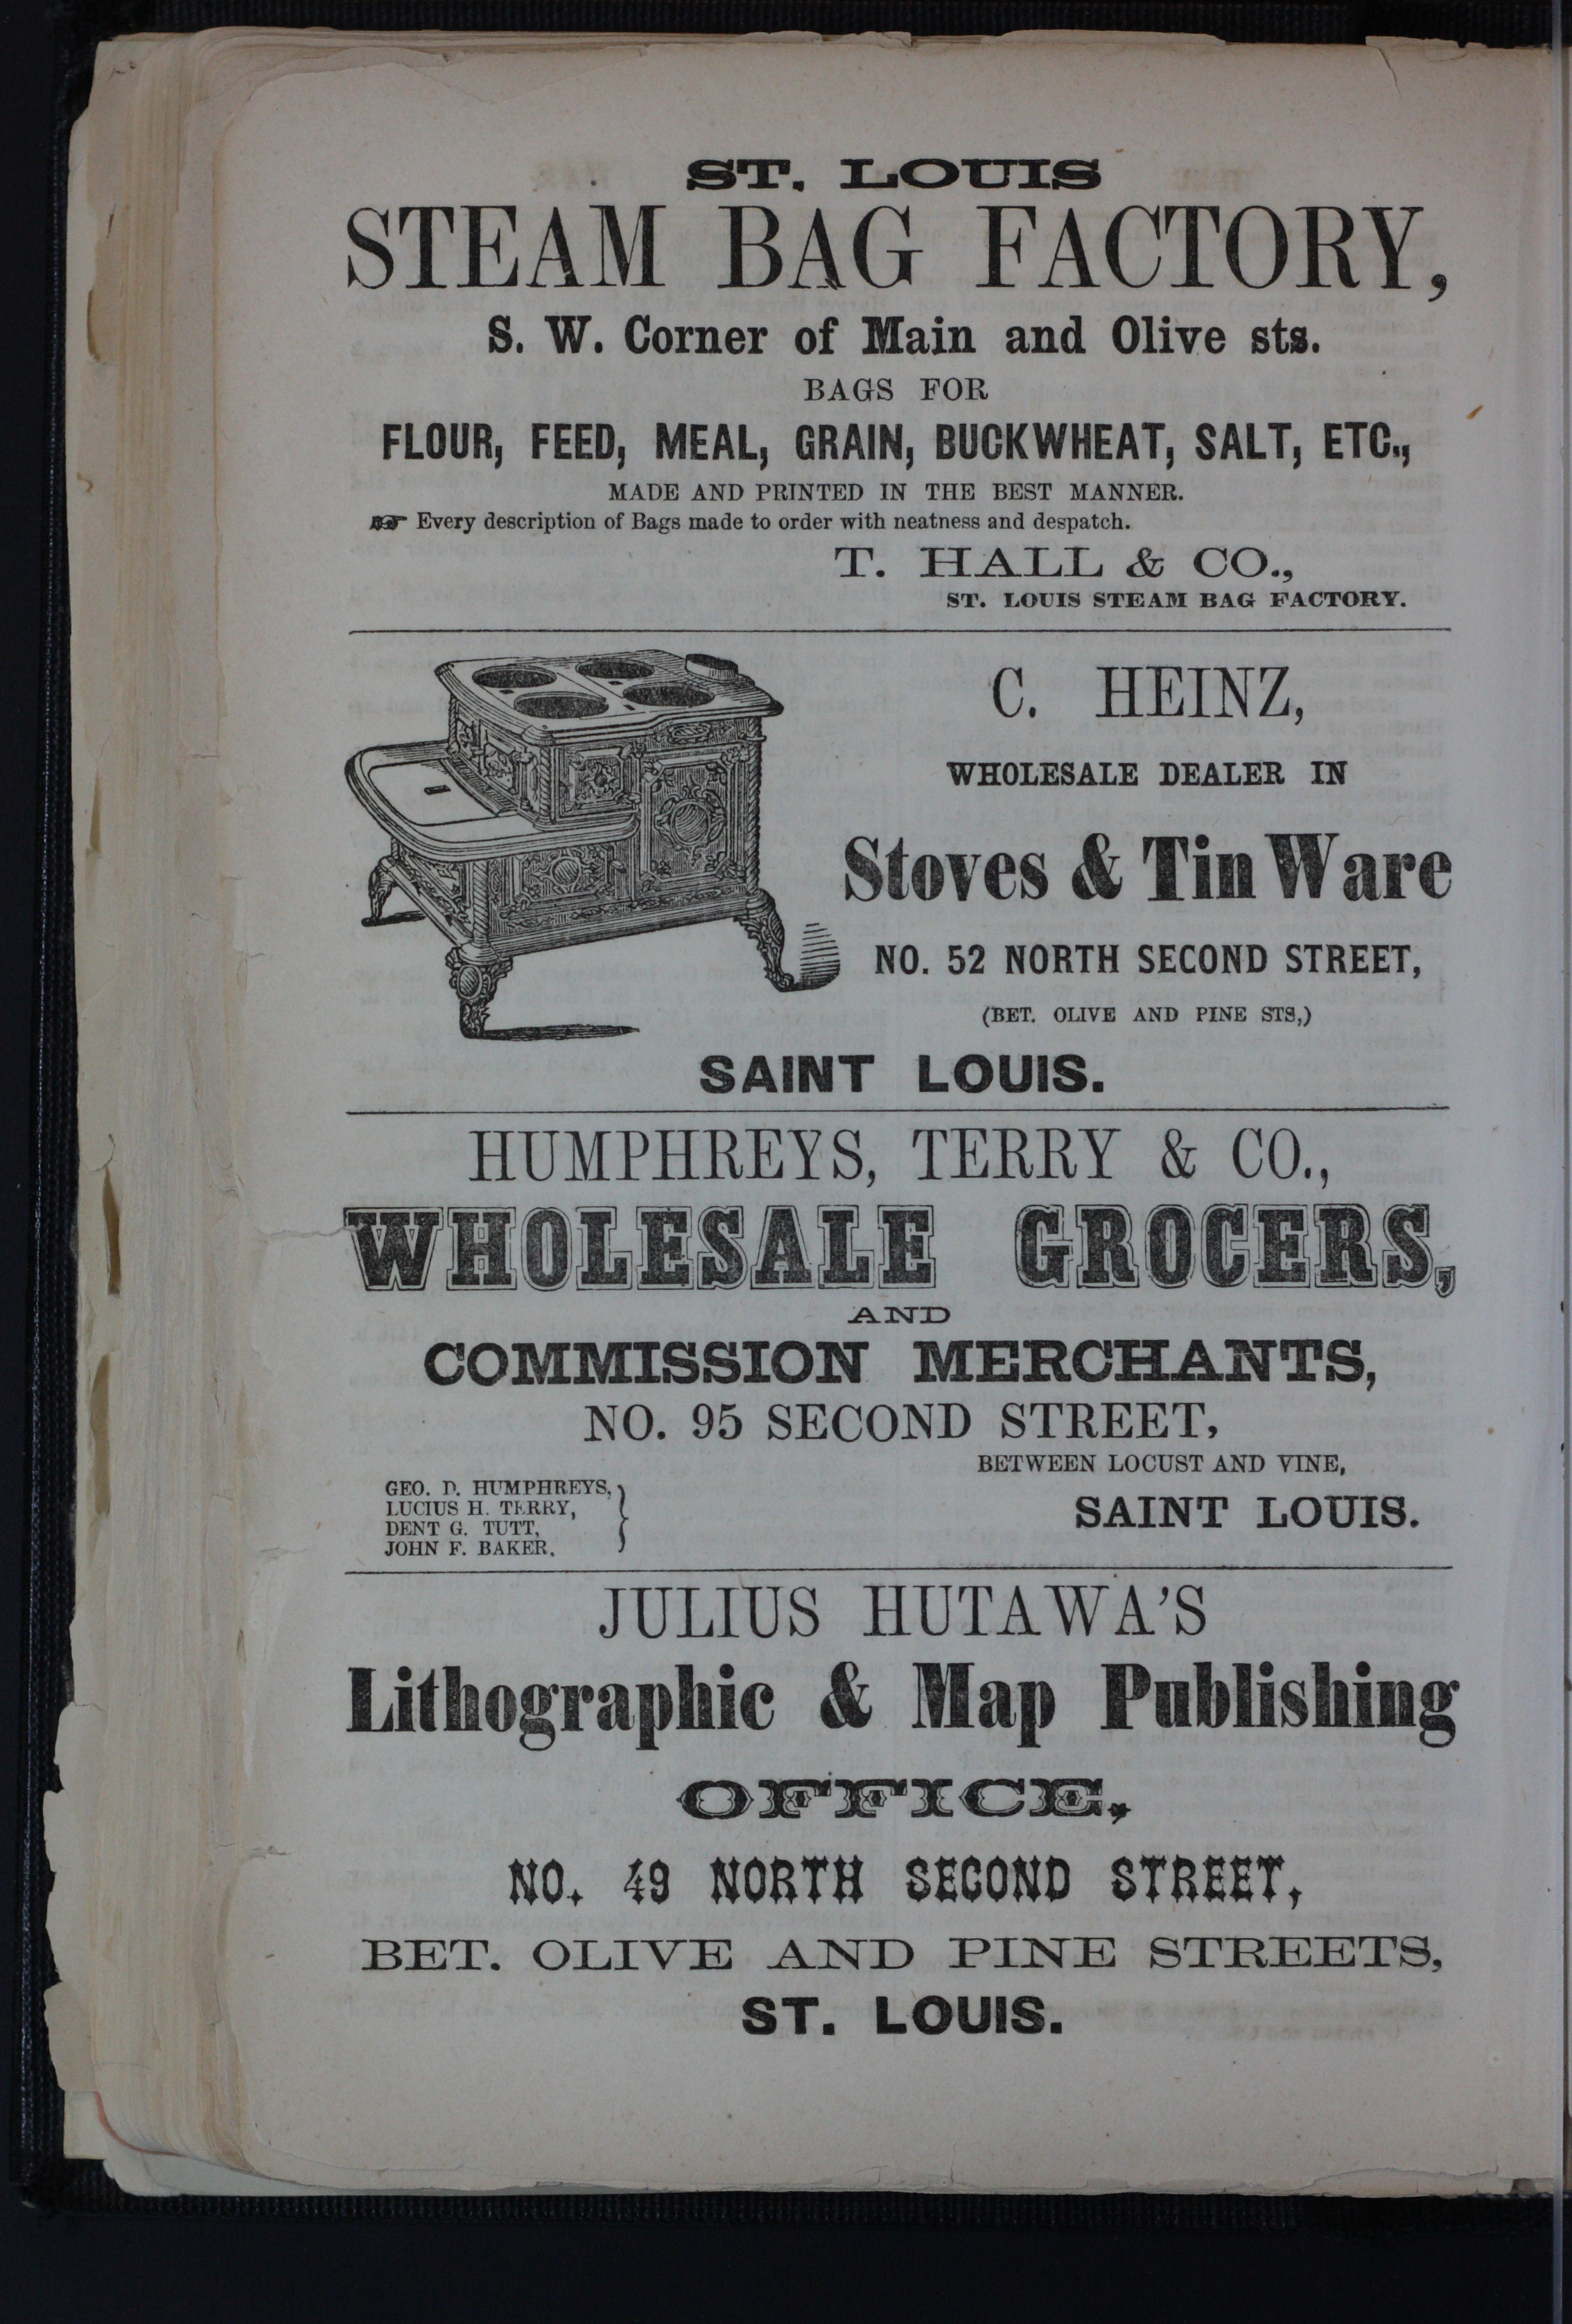 ST. LOUIS
STEAM BAG FACTORY,
S. W. Corner of Main and Olive sts.
BAGS FOR
FLOUR, FEED, MEAL, GRAIN, BUCKWHEAT, SALT, ETC.,
MADE AND PRINTED IN THE BEST MANNER.
☞ Every description of Bags made to order with neatness and despatch.
T. HALL & CO.,
ST. LOUIS STEAM BAG FACTORY.
C. HEINZ,
WHOLESALE DEALER IN
Stoves & Tin Ware
NO. 52 NORTH SECOND STREET,
(BET. OLIVE AND PINE STS,)
SAINT LOUIS.
HUMPHREYS, TERRY & CO.,
WHOLESALE GROCERS,
AND
COMMISSION MERCHANTS,
NO. 95 SECOND STREET,
BETWEEN LOCUST AND VINE,
GEO. D. HUMPHREYS,
LUCIUS H. TERRY,
DENT G. TUTT,
JOHN F. BAKER,
SAINT LOUIS.
JULIUS HUTAWA'S
Lithographic & Map Publishing
OFFICE,
NO. 49 NORTH SECOND STREET,
BET. OLIVE AND PINE STREETS,
ST. LOUIS.